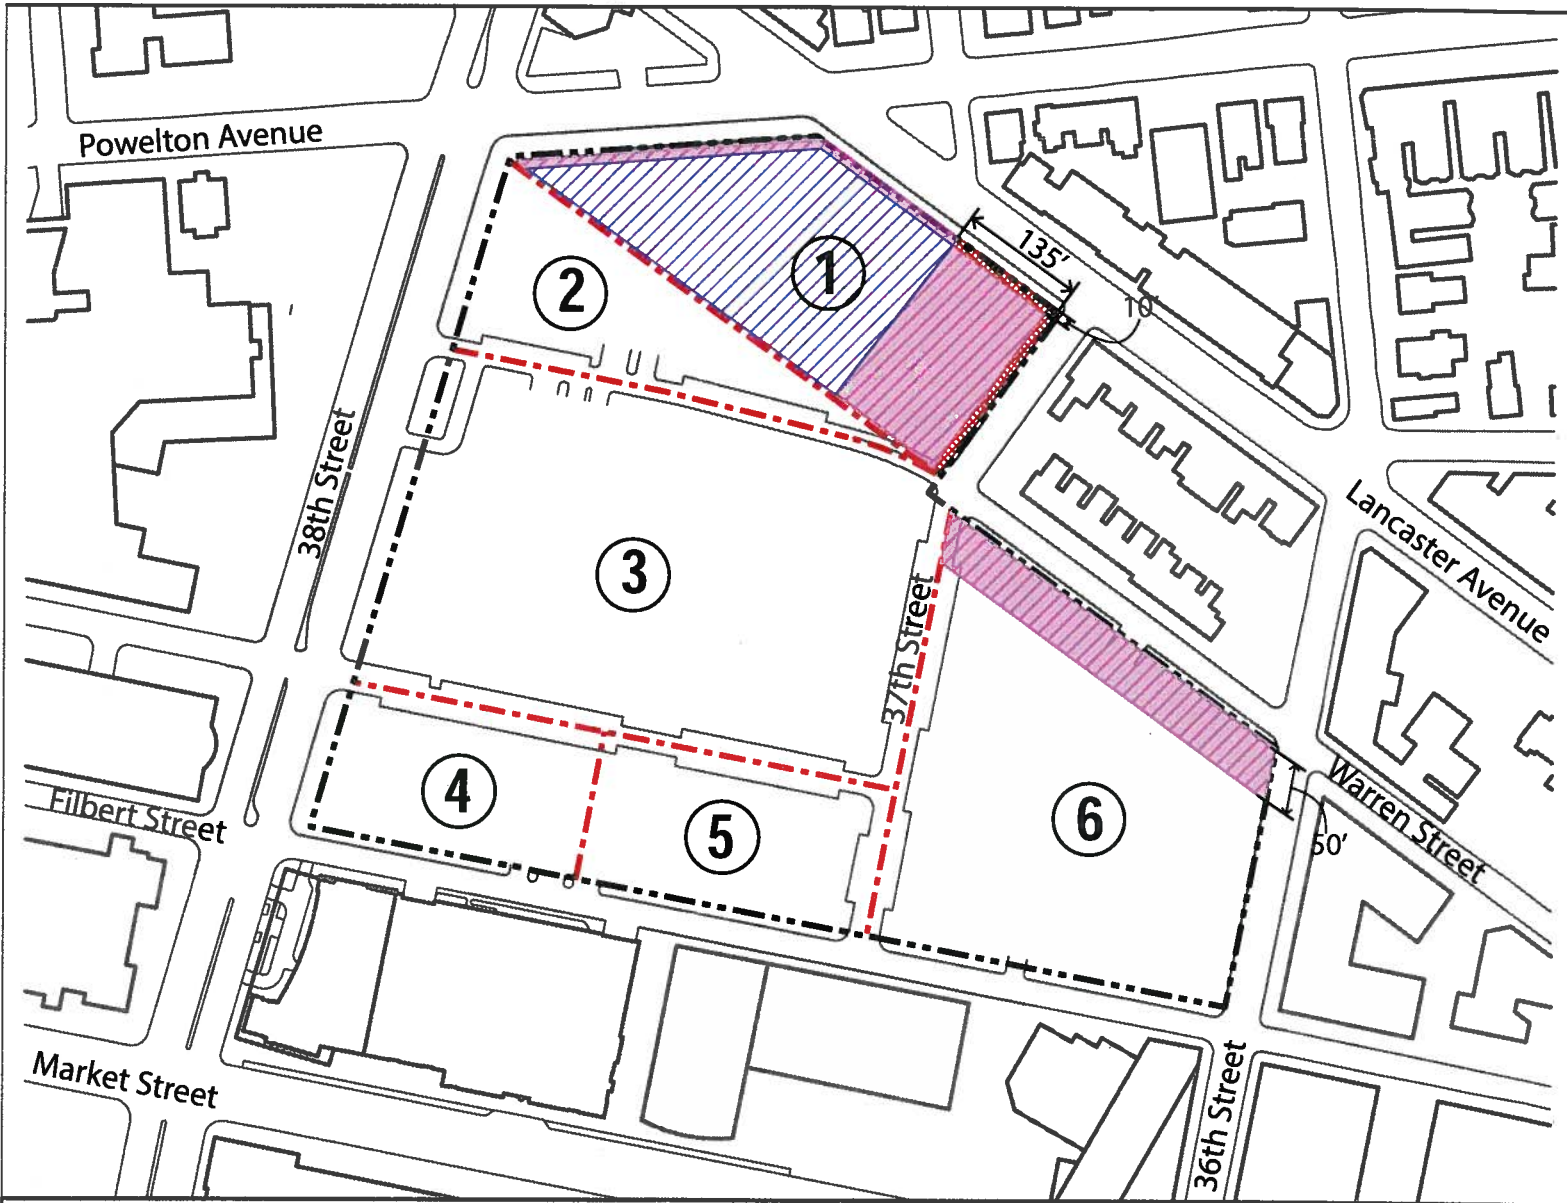 Powelton Avenue
135'
10'
1
2
38th Street
Lancaster Avenue
3
37th Street
4
5
6
Filbert Street
Warren Street
50'
Market Street
36th Street